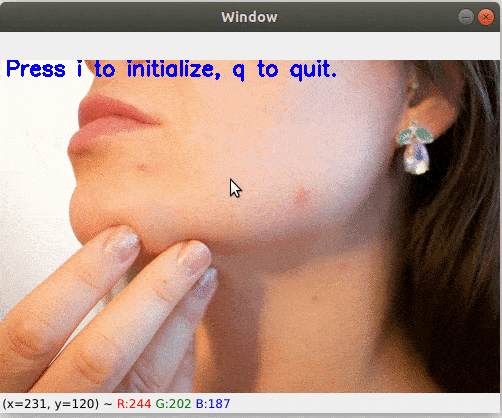 Window
Press i to initialize, q to quit.
(x=231, y=120) ~ R:244 G:202 B:187